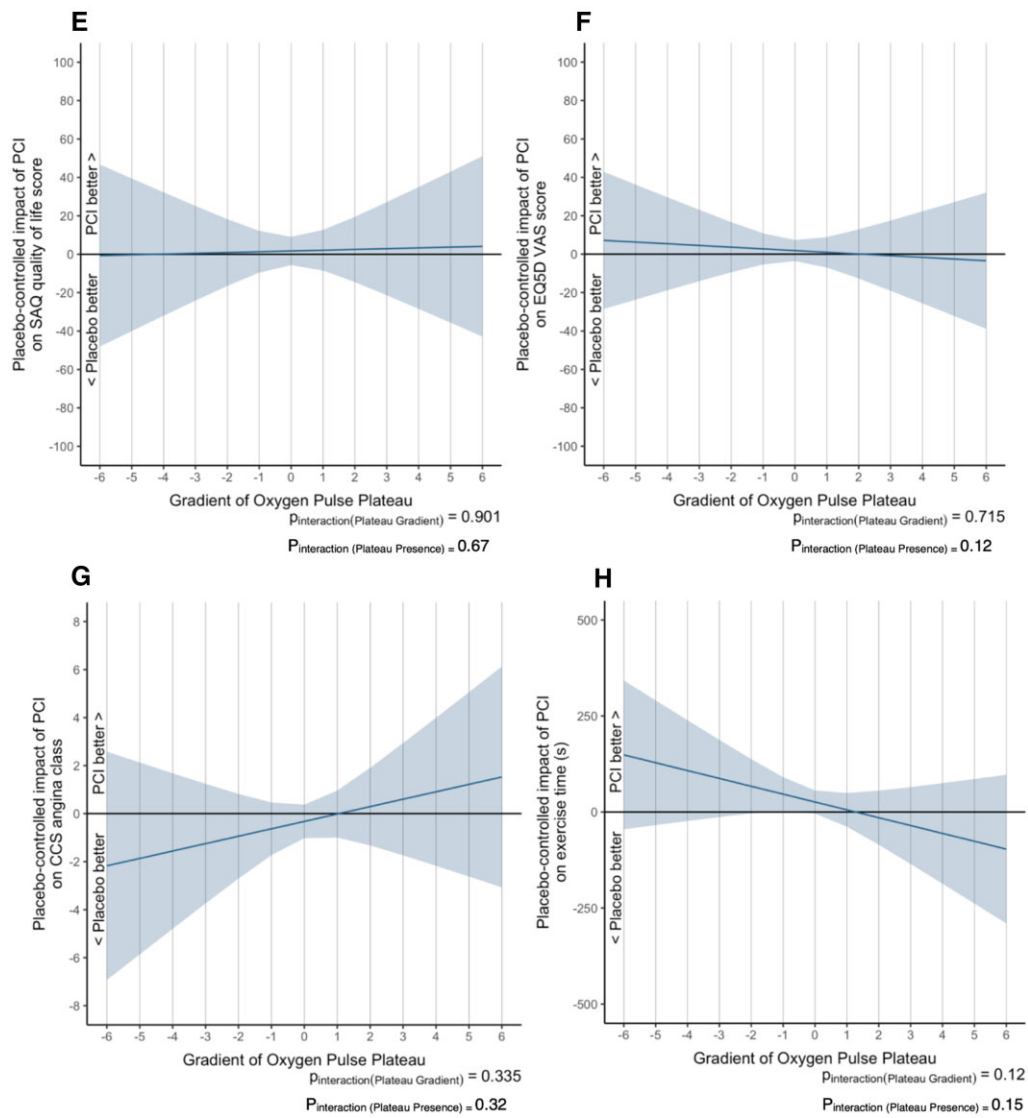 E
Placebo-controlled impact of PCI
on SAQ quality of life score
< Placebo better
PCI better >
100
80
60
40
20
0
-20
-40
-60
-80
-100
-6 -5 -4 -3 -2 -1 0 1 2 3 4 5 6
Gradient of Oxygen Pulse Plateau
pinteraction(Plateau Gradient) = 0.901
Pinteraction (Plateau Presence) = 0.67
F
Placebo-controlled impact of PCI
on EQ5D VAS score
< Placebo better
PCI better >
100
80
60
40
20
0
-20
-40
-60
-80
-100
-6 -5 -4 -3 -2 -1 0 1 2 3 4 5 6
Gradient of Oxygen Pulse Plateau
pinteraction(Plateau Gradient) = 0.715
Pinteraction (Plateau Presence) = 0.12
G
Placebo-controlled impact of PCI
on CCS angina class
< Placebo better
PCI better >
8
6
4
2
0
-2
-4
-6
-8
-6 -5 -4 -3 -2 -1 0 1 2 3 4 5 6
Gradient of Oxygen Pulse Plateau
pinteraction(Plateau Gradient) = 0.335
Pinteraction (Plateau Presence) = 0.32
H
Placebo-controlled impact of PCI
on exercise time (s)
< Placebo better
PCI better >
500
250
0
-250
-500
-6 -5 -4 -3 -2 -1 0 1 2 3 4 5 6
Gradient of Oxygen Pulse Plateau
pinteraction(Plateau Gradient) = 0.12
Pinteraction (Plateau Presence) = 0.15